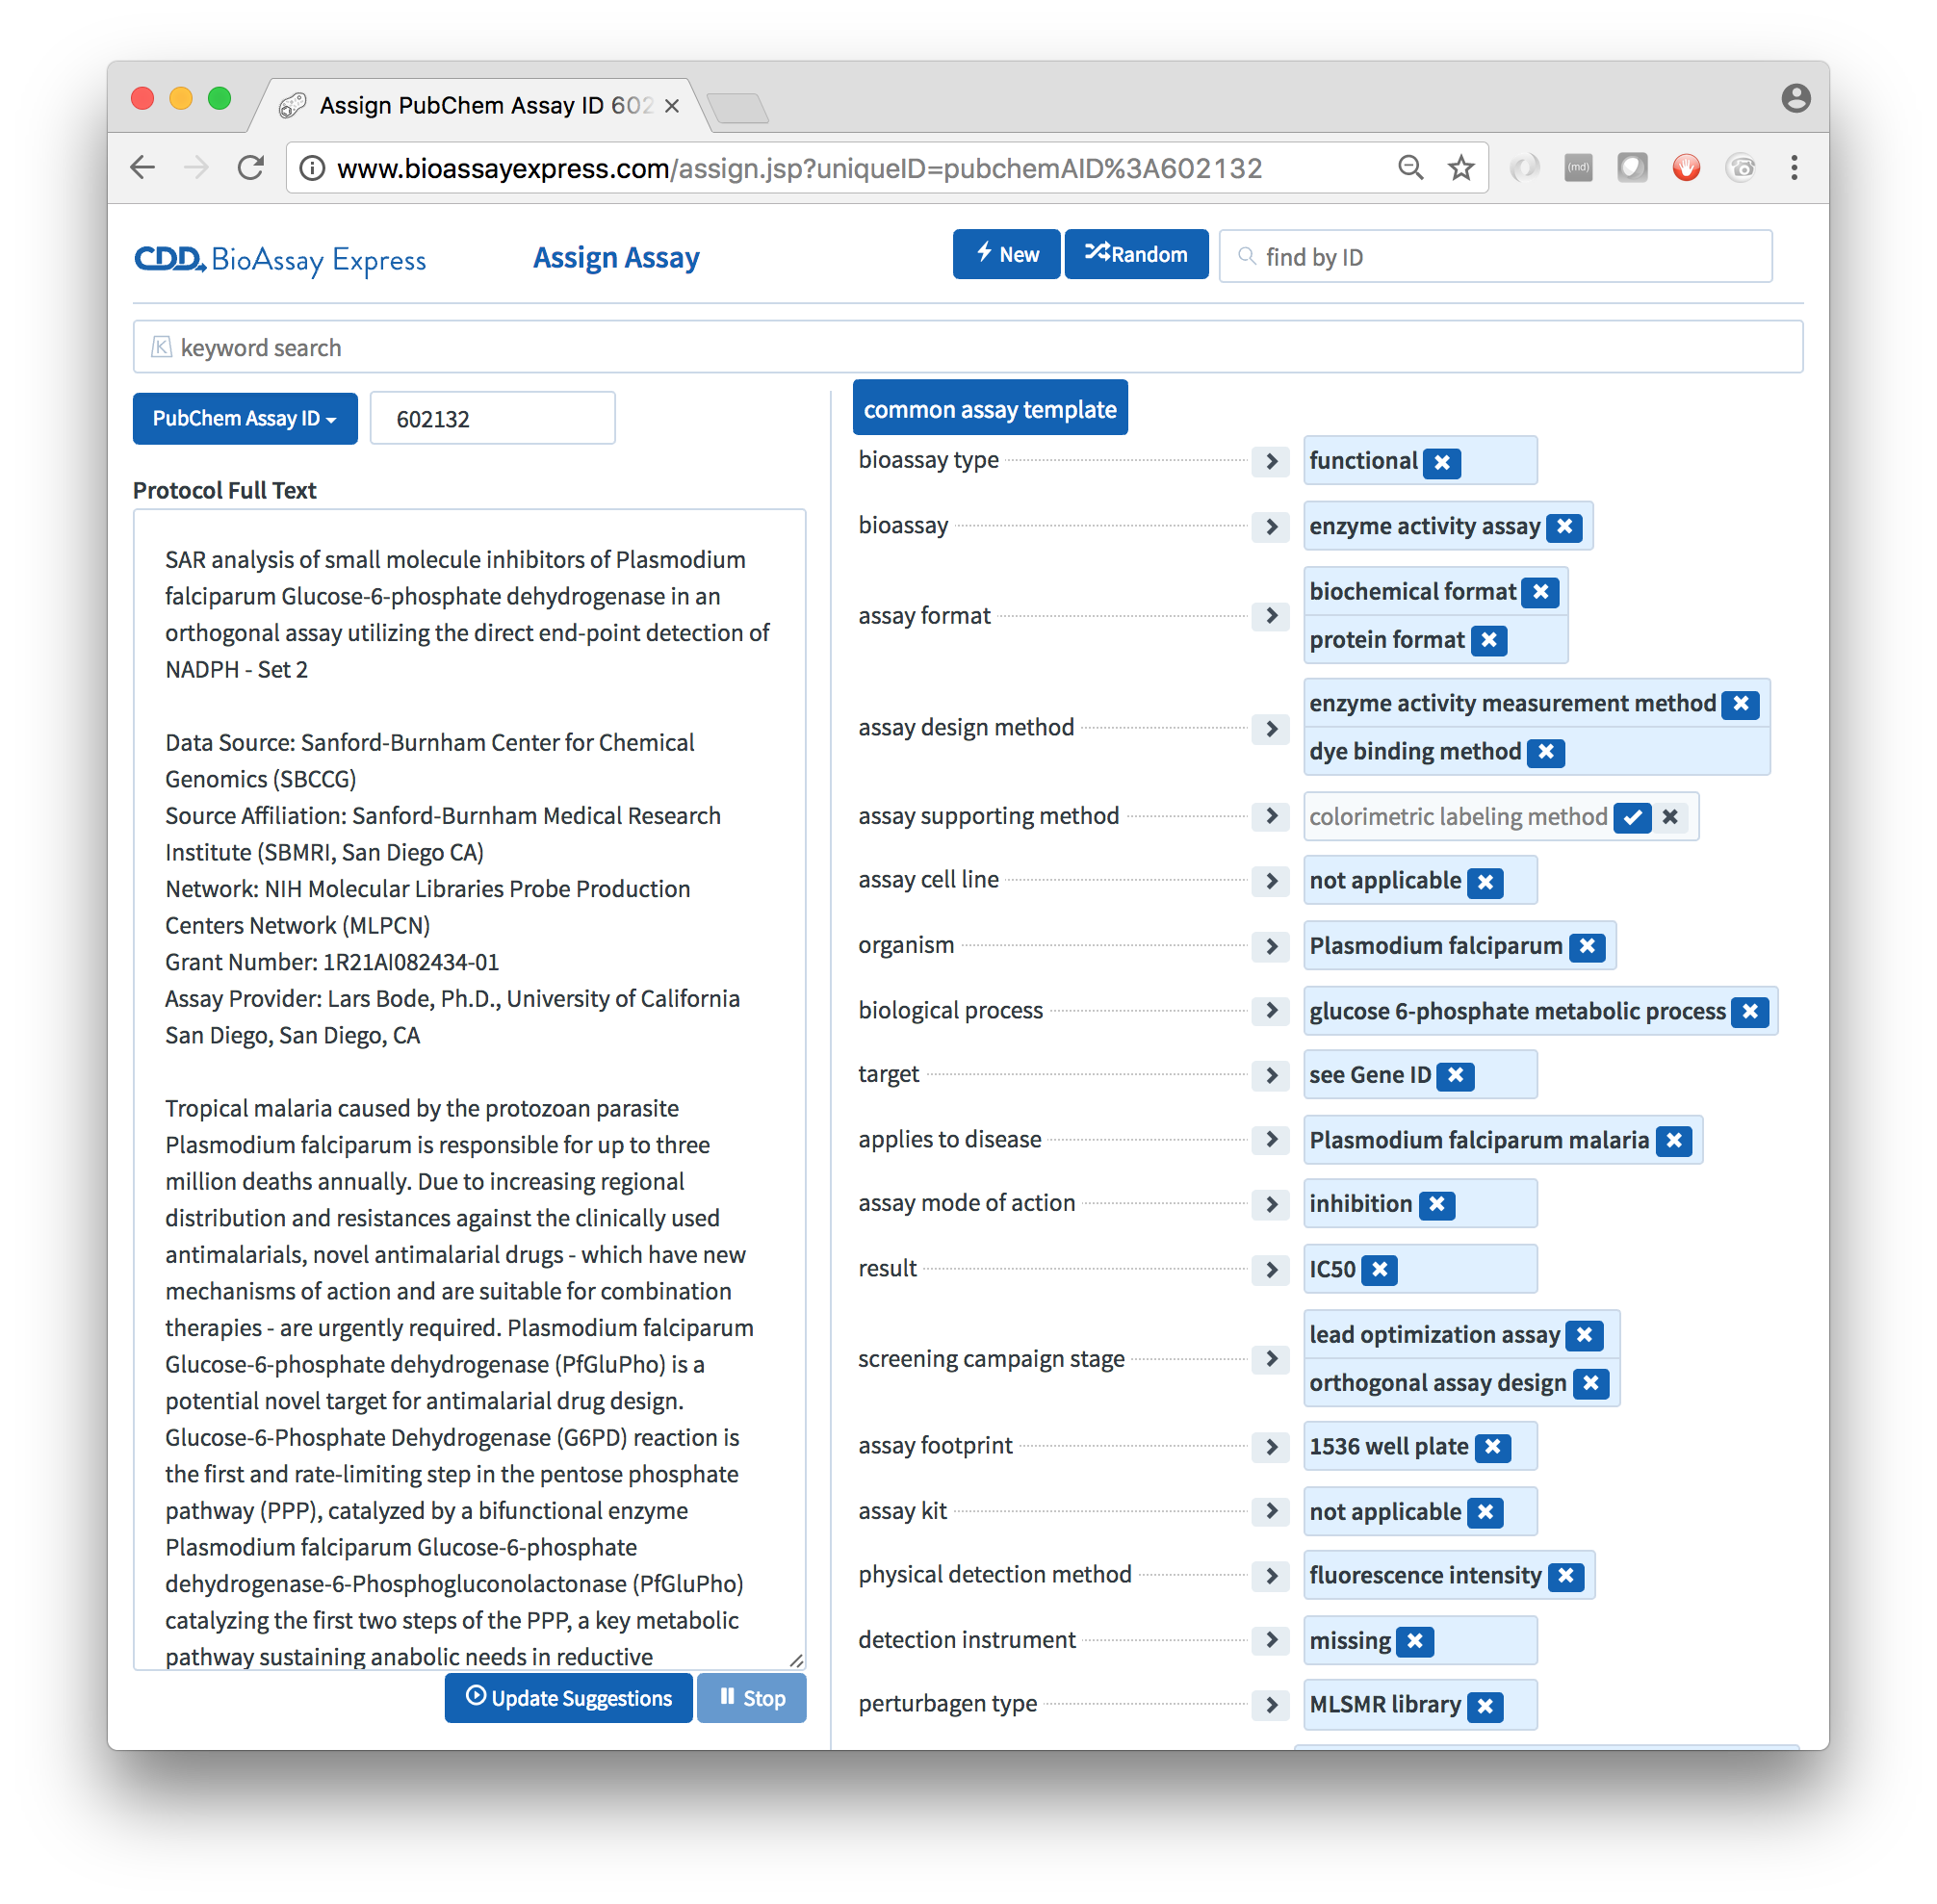 Assign PubChem Assay ID 602
www.bioassayexpress.com/assign.jsp?uniqueID=pubchemAID%3A602132
(md)
CDD BioAssay Express
Assign Assay
New
Random
find by ID
K keyword search
PubChem Assay ID
602132
Protocol Full Text
SAR analysis of small molecule inhibitors of Plasmodium
falciparum Glucose-6-phosphate dehydrogenase in an
orthogonal assay utilizing the direct end-point detection of
NADPH - Set 2
Data Source: Sanford-Burnham Center for Chemical
Genomics (SBCCG)
Source Affiliation: Sanford-Burnham Medical Research
Institute (SBMRI, San Diego CA)
Network: NIH Molecular Libraries Probe Production
Centers Network (MLPCN)
Grant Number: 1R21AI082434-01
Assay Provider: Lars Bode, Ph.D., University of California
San Diego, San Diego, CA
Tropical malaria caused by the protozoan parasite
Plasmodium falciparum is responsible for up to three
million deaths annually. Due to increasing regional
distribution and resistances against the clinically used
antimalarials, novel antimalarial drugs - which have new
mechanisms of action and are suitable for combination
therapies - are urgently required. Plasmodium falciparum
Glucose-6-phosphate dehydrogenase (PfGluPho) is a
potential novel target for antimalarial drug design.
Glucose-6-Phosphate Dehydrogenase (G6PD) reaction is
the first and rate-limiting step in the pentose phosphate
pathway (PPP), catalyzed by a bifunctional enzyme
Plasmodium falciparum Glucose-6-phosphate
dehydrogenase-6-Phosphogluconolactonase (PfGluPho)
catalyzing the first two steps of the PPP, a key metabolic
pathway sustaining anabolic needs in reductive
Update Suggestions
Stop
common assay template
bioassay type
functional
bioassay
enzyme activity assay
assay format
biochemical format
protein format
assay design method
enzyme activity measurement method
dye binding method
assay supporting method
colorimetric labeling method
assay cell line
not applicable
organism
Plasmodium falciparum
biological process
glucose 6-phosphate metabolic process
target
see Gene ID
applies to disease
Plasmodium falciparum malaria
assay mode of action
inhibition
result
IC50
screening campaign stage
lead optimization assay
orthogonal assay design
assay footprint
1536 well plate
assay kit
not applicable
physical detection method
fluorescence intensity
detection instrument
missing
perturbagen type
MLSMR library